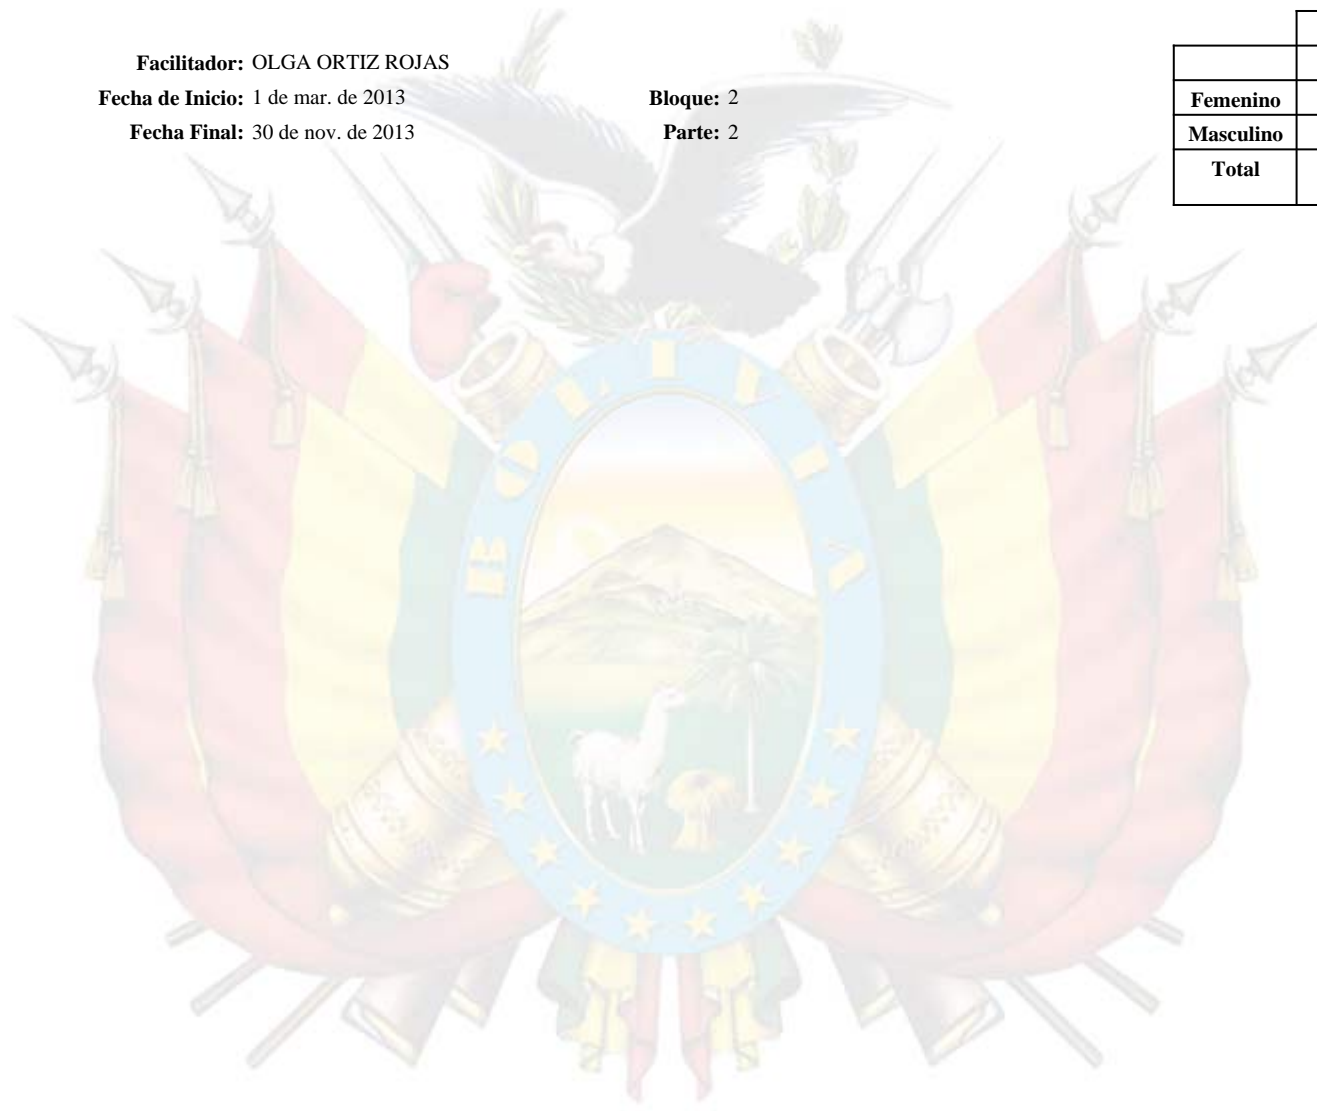 Facilitador: OLGA ORTIZ ROJAS
Fecha de Inicio: 1 de mar. de 2013
Bloque: 2
Fecha Final: 30 de nov. de 2013
Parte: 2
Femenino
Masculino
Total
BOLIVIA